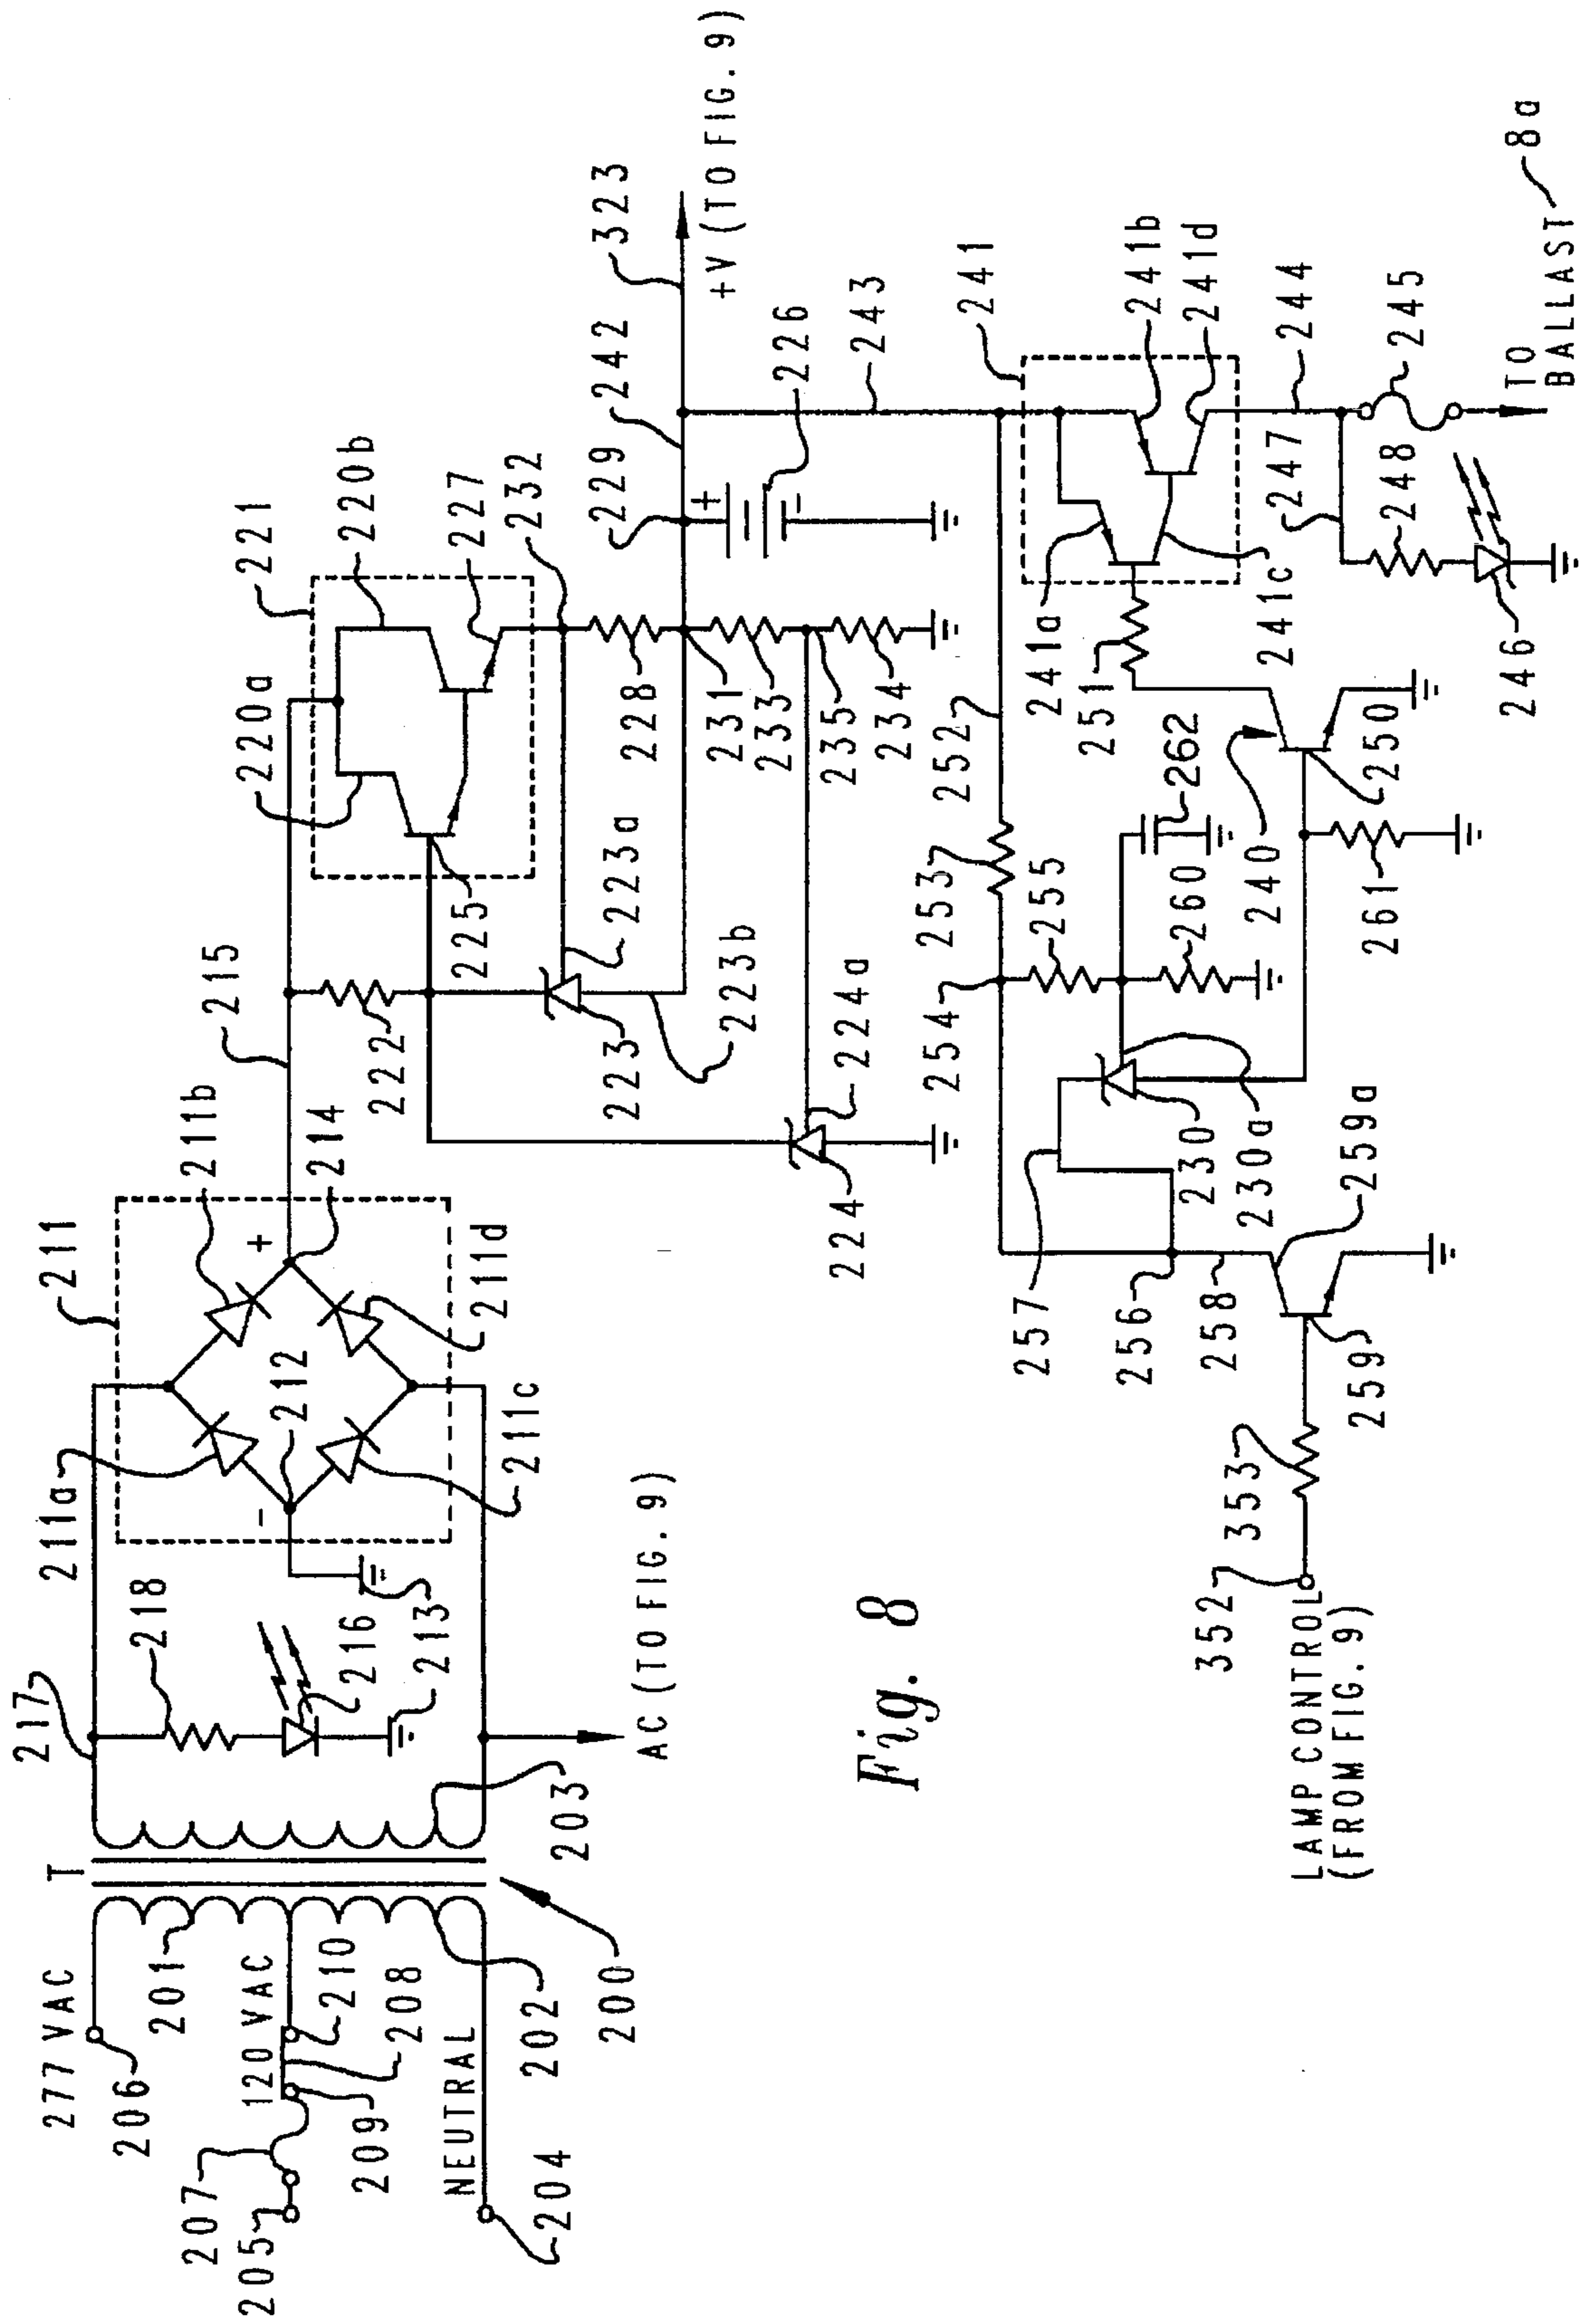 277 VAC
206
201
T
217
218
211a
211
211b
207
205
120 VAC
209
210
208
NEUTRAL
204
202
200
203
216
213
-
212
+
214
211c
211d
AC (TO FIG. 9)
215
222
220a
221
220b
225
227
223
223a
223b
232
228
231
233
235
234
229
+
-
242
226
323
+V (TO FIG. 9)
224
224a
243
252
253
254
255
257
256
258
230
230a
259a
259
260
262
240
250
261
251
241a
241
241b
241d
241c
244
247
248
245
246
TO
BALLAST
8a
352
353
LAMP CONTROL
(FROM FIG. 9)
Fig. 8